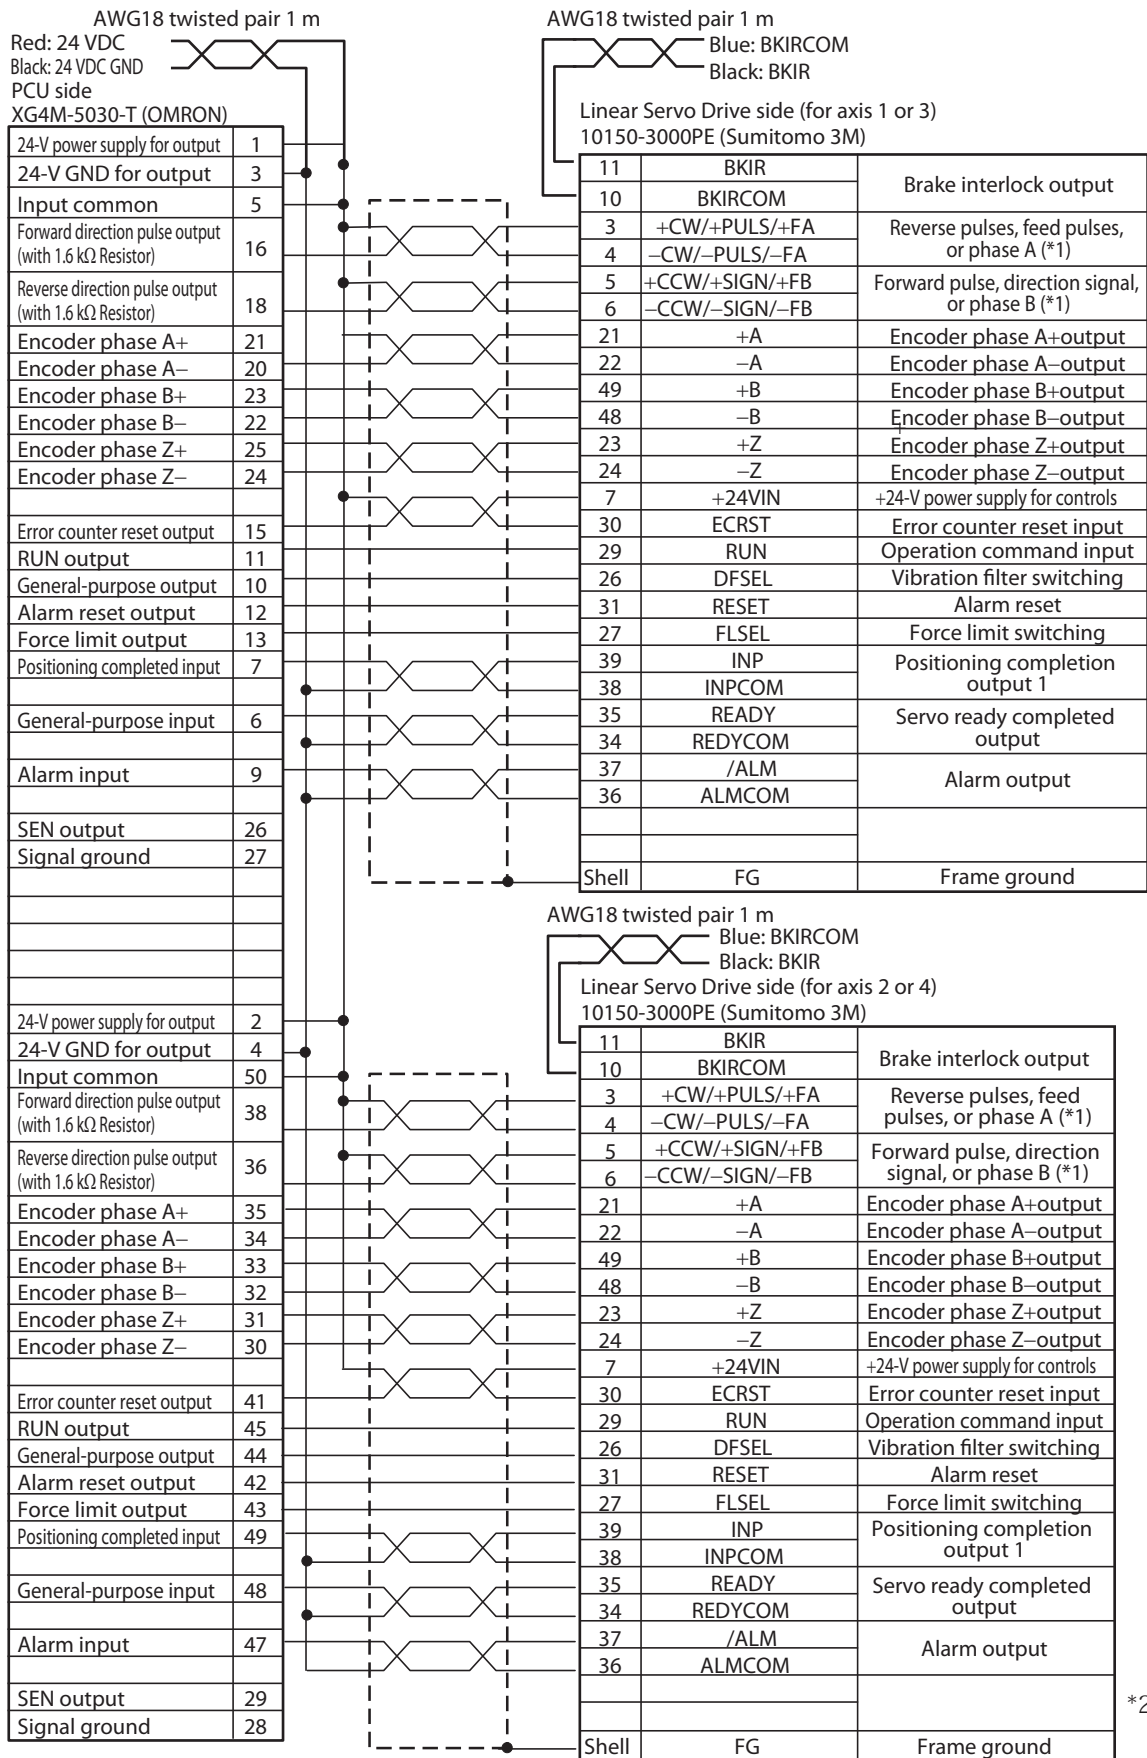 AWG18 twisted pair 1 m
Red: 24 VDC
Black: 24 VDC GND
PCU side
XG4M-5030-T (OMRON)
24-V power supply for output 1
24-V GND for output 3
Input common 5
Forward direction pulse output
(with 1.6 kΩ Resistor) 16
Reverse direction pulse output
(with 1.6 kΩ Resistor) 18
Encoder phase A+ 21
Encoder phase A− 20
Encoder phase B+ 23
Encoder phase B− 22
Encoder phase Z+ 25
Encoder phase Z− 24
Error counter reset output 15
RUN output 11
General-purpose output 10
Alarm reset output 12
Force limit output 13
Positioning completed input 7
General-purpose input 6
Alarm input 9
SEN output 26
Signal ground 27
24-V power supply for output 2
24-V GND for output 4
Input common 50
Forward direction pulse output
(with 1.6 kΩ Resistor) 38
Reverse direction pulse output
(with 1.6 kΩ Resistor) 36
Encoder phase A+ 35
Encoder phase A− 34
Encoder phase B+ 33
Encoder phase B− 32
Encoder phase Z+ 31
Encoder phase Z− 30
Error counter reset output 41
RUN output 45
General-purpose output 44
Alarm reset output 42
Force limit output 43
Positioning completed input 49
General-purpose input 48
Alarm input 47
SEN output 29
Signal ground 28
AWG18 twisted pair 1 m
Blue: BKIRCOM
Black: BKIR
Linear Servo Drive side (for axis 1 or 3)
10150-3000PE (Sumitomo 3M)
11 BKIR
10 BKIRCOM
Brake interlock output
3 +CW/+PULS/+FA
4 −CW/−PULS/−FA
Reverse pulses, feed pulses,
or phase A (*1)
5 +CCW/+SIGN/+FB
6 −CCW/−SIGN/−FB
Forward pulse, direction signal,
or phase B (*1)
21 +A Encoder phase A+output
22 −A Encoder phase A−output
49 +B Encoder phase B+output
48 −B Encoder phase B−output
+
23 +Z Encoder phase Z+output
24 −Z Encoder phase Z−output
7 +24VIN +24-V power supply for controls
30 ECRST Error counter reset input
29 RUN Operation command input
26 DFSEL Vibration filter switching
31 RESET Alarm reset
27 FLSEL Force limit switching
39 INP
38 INPCOM
Positioning completion
output 1
35 READY
34 REDYCOM
Servo ready completed
output
37 /ALM
36 ALMCOM
Alarm output
Shell FG Frame ground
AWG18 twisted pair 1 m
Blue: BKIRCOM
Black: BKIR
Linear Servo Drive side (for axis 2 or 4)
10150-3000PE (Sumitomo 3M)
11 BKIR
10 BKIRCOM
Brake interlock output
3 +CW/+PULS/+FA
4 −CW/−PULS/−FA
Reverse pulses, feed
pulses, or phase A (*1)
5 +CCW/+SIGN/+FB
6 −CCW/−SIGN/−FB
Forward pulse, direction
signal, or phase B (*1)
21 +A Encoder phase A+output
22 −A Encoder phase A−output
49 +B Encoder phase B+output
48 −B Encoder phase B−output
23 +Z Encoder phase Z+output
24 −Z Encoder phase Z−output
7 +24VIN +24-V power supply for controls
30 ECRST Error counter reset input
29 RUN Operation command input
26 DFSEL Vibration filter switching
31 RESET Alarm reset
27 FLSEL Force limit switching
39 INP
38 INPCOM
Positioning completion
output 1
35 READY
34 REDYCOM
Servo ready completed
output
37 /ALM
36 ALMCOM
Alarm output
*2
Shell FG Frame ground